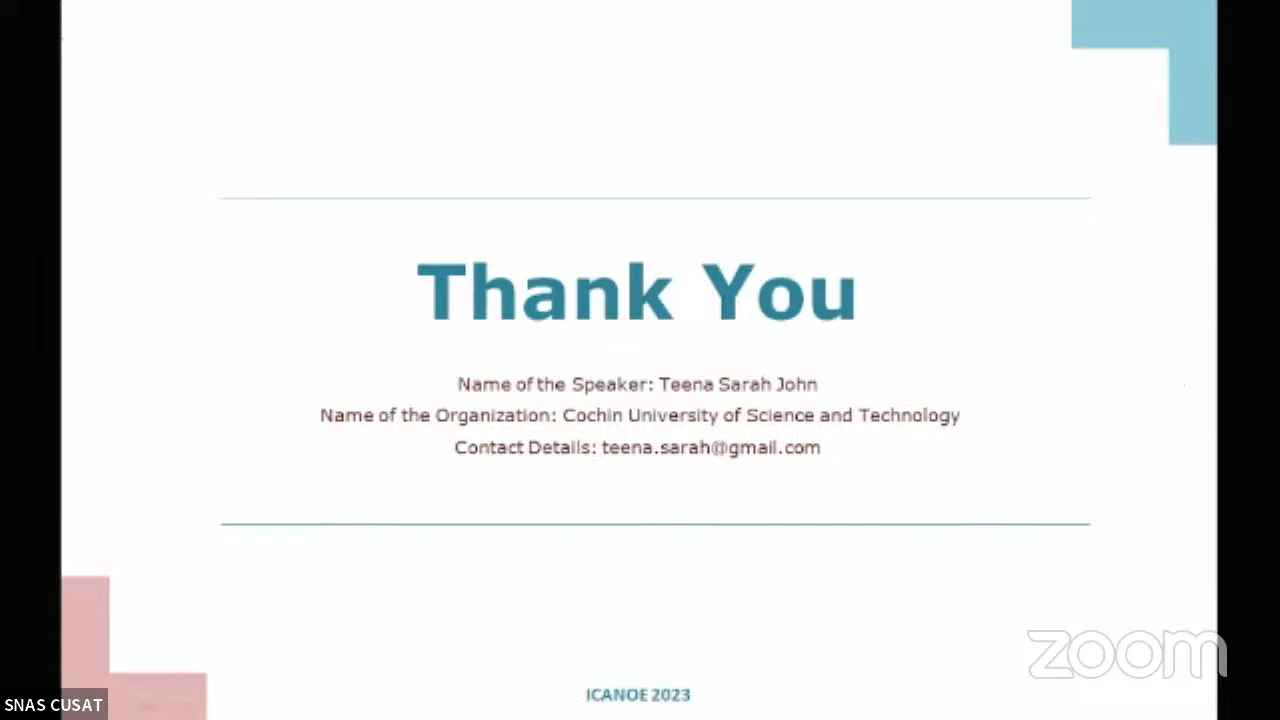 Thank You
Name of the Speaker: Teena Sarah John
Name of the Organization: Cochin University of Science and Technology
Contact Details: teena.sarah@gmail.com
zoom
ICANOE 2023
SNAS CUSAT